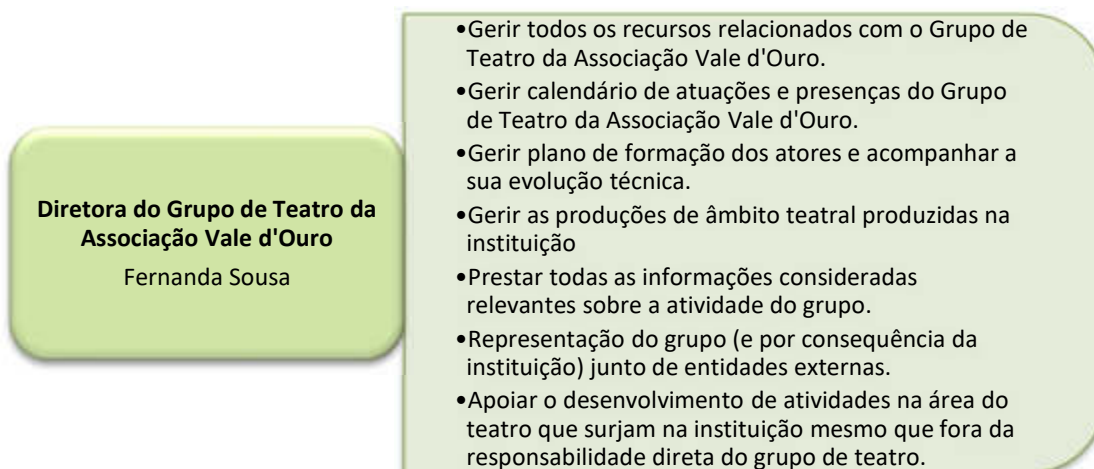 Diretora do Grupo de Teatro da
Associação Vale d'Ouro
Fernanda Sousa
•Gerir todos os recursos relacionados com o Grupo de
Teatro da Associação Vale d'Ouro.
•Gerir calendário de atuações e presenças do Grupo
de Teatro da Associação Vale d'Ouro.
•Gerir plano de formação dos atores e acompanhar a
sua evolução técnica.
•Gerir as produções de âmbito teatral produzidas na
instituição
•Prestar todas as informações consideradas
relevantes sobre a atividade do grupo.
•Representação do grupo (e por consequência da
instituição) junto de entidades externas.
•Apoiar o desenvolvimento de atividades na área do
teatro que surjam na instituição mesmo que fora da
responsabilidade direta do grupo de teatro.